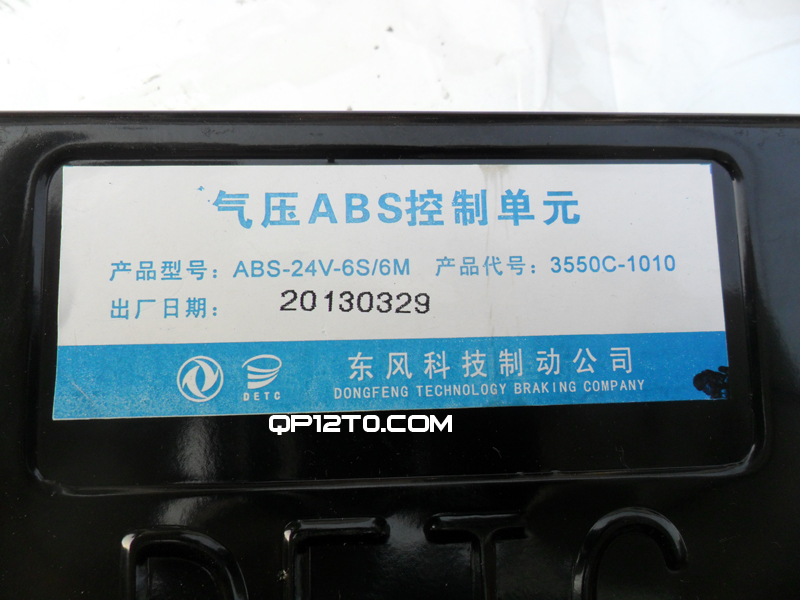 气压ABS控制单元
产品型号：ABS-24V-6S/6M 产品代号：3550C-1010
出厂日期：20130329
DETC
东风科技制动公司
DONGFENG TECHNOLOGY BRAKING COMPANY
QP12TO.COM
DETC